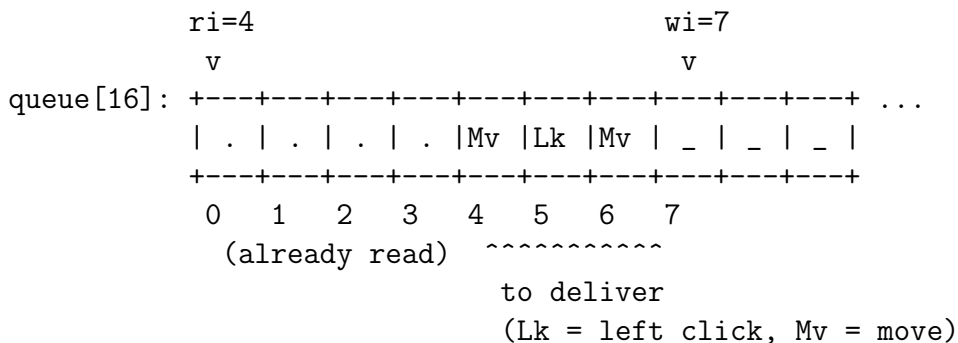 ri=4 wi=7
v v
queue[16]: +---+---+---+---+---+---+---+---+---+---+ ...
| . | . | . | . |Mv |Lk |Mv | _ | _ | _ |
+---+---+---+---+---+---+---+---+---+---+
0 1 2 3 4 5 6 7
(already read) ^^^^^^^^^^^
to deliver
(Lk = left click, Mv = move)